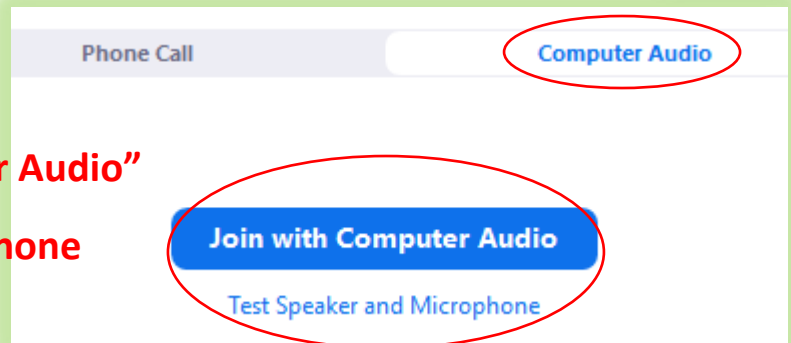 Phone Call
Computer Audio
r Audio”
Join with Computer Audio
hone
Test Speaker and Microphone